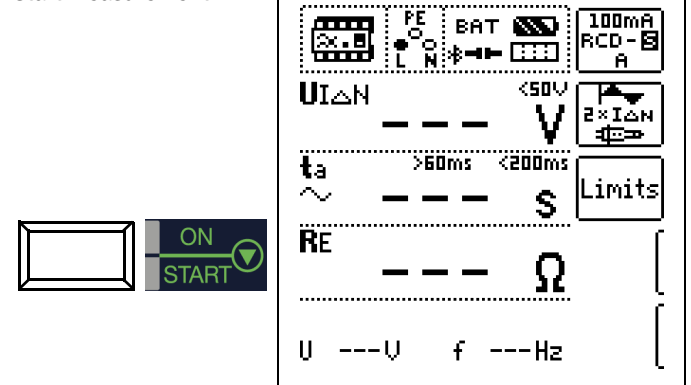 PE
BAT
L N
100mA
RCD-S
A
UI△N <50V
--- V
2×I△N
ta >60ms <200ms
~ --- s
Limits
ON
START
RE
--- Ω
U ---V f ---Hz